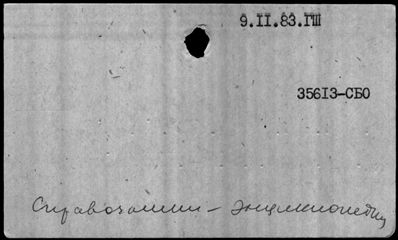 9.II.83.ГШ
35613-СБО
Справочники - энциклопедии